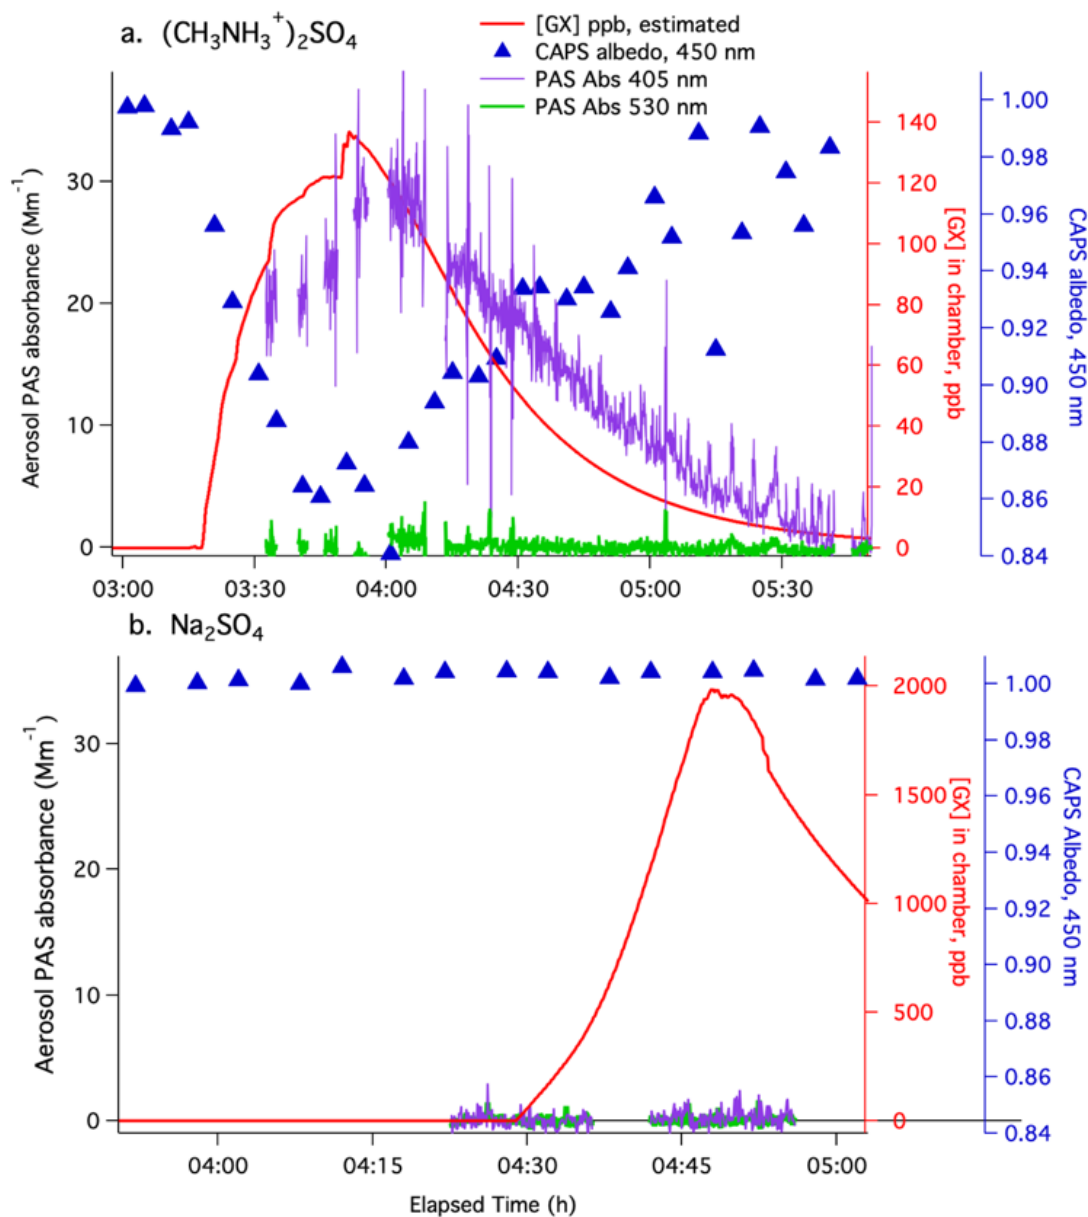 a. (CH₃NH₃⁺)₂SO₄
[GX] ppb, estimated
CAPS albedo, 450 nm
PAS Abs 405 nm
PAS Abs 530 nm
Aerosol PAS absorbance (Mm⁻¹)
30
20
10
0
140
120
100
80
60
40
20
0
[GX] in chamber, ppb
1.00
0.98
0.96
0.94
0.92
0.90
0.88
0.86
0.84
CAPS albedo, 450 nm
03:00 03:30 04:00 04:30 05:00 05:30
b. Na₂SO₄
Aerosol PAS absorbance (Mm⁻¹)
30
20
10
0
2000
1500
1000
500
0
[GX] in chamber, ppb
1.00
0.98
0.96
0.94
0.92
0.90
0.88
0.86
0.84
CAPS Albedo, 450 nm
04:00 04:15 04:30 04:45 05:00
Elapsed Time (h)